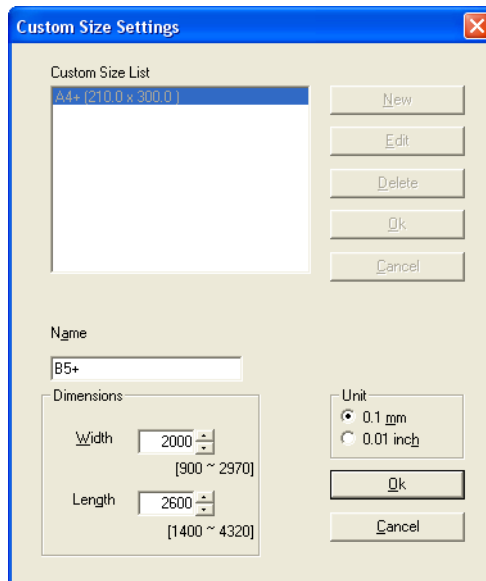 Custom Size Settings
Custom Size List
A4+ (210.0 x 300.0 )
New
Edit
Delete
Ok
Cancel
Name
B5+
Dimensions
Width
2000
[900 ~ 2970]
Length
2600
[1400 ~ 4320]
Unit
0.1 mm
0.01 inch
Ok
Cancel